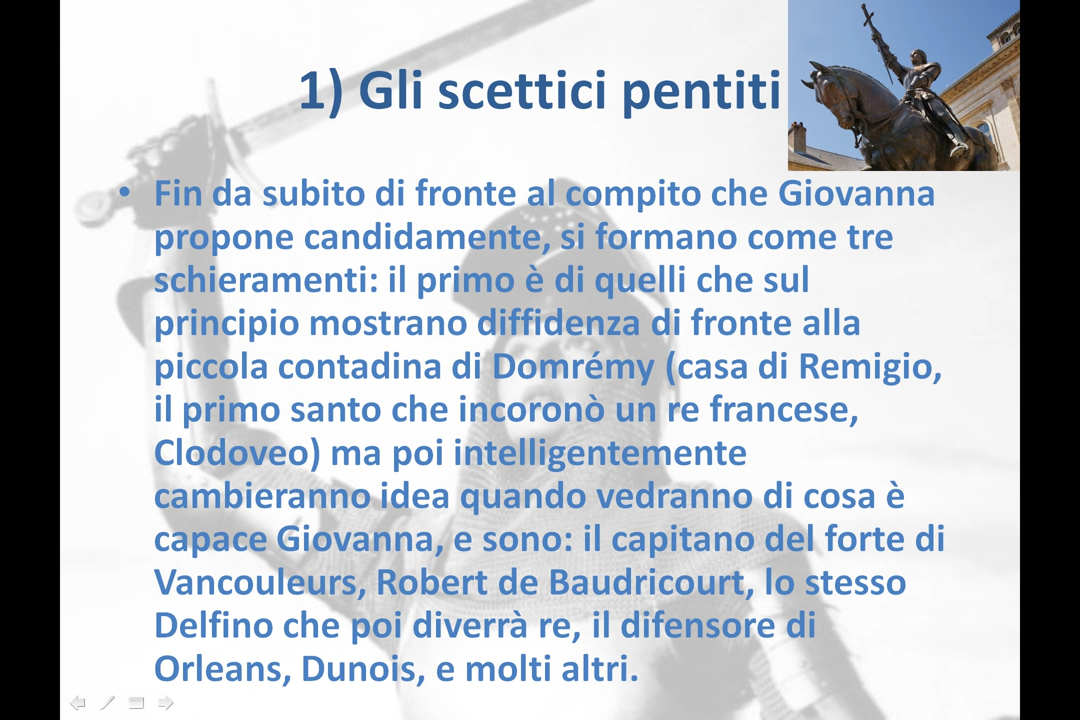 1) Gli scettici pentiti
• Fin da subito di fronte al compito che Giovanna
propone candidamente, si formano come tre
schieramenti: il primo è di quelli che sul
principio mostrano diffidenza di fronte alla
piccola contadina di Domrémy (casa di Remigio,
il primo santo che incoronò un re francese,
Clodoveo) ma poi intelligentemente
cambieranno idea quando vedranno di cosa è
capace Giovanna, e sono: il capitano del forte di
Vancouleurs, Robert de Baudricourt, lo stesso
Delfino che poi diverrà re, il difensore di
Orleans, Dunois, e molti altri.